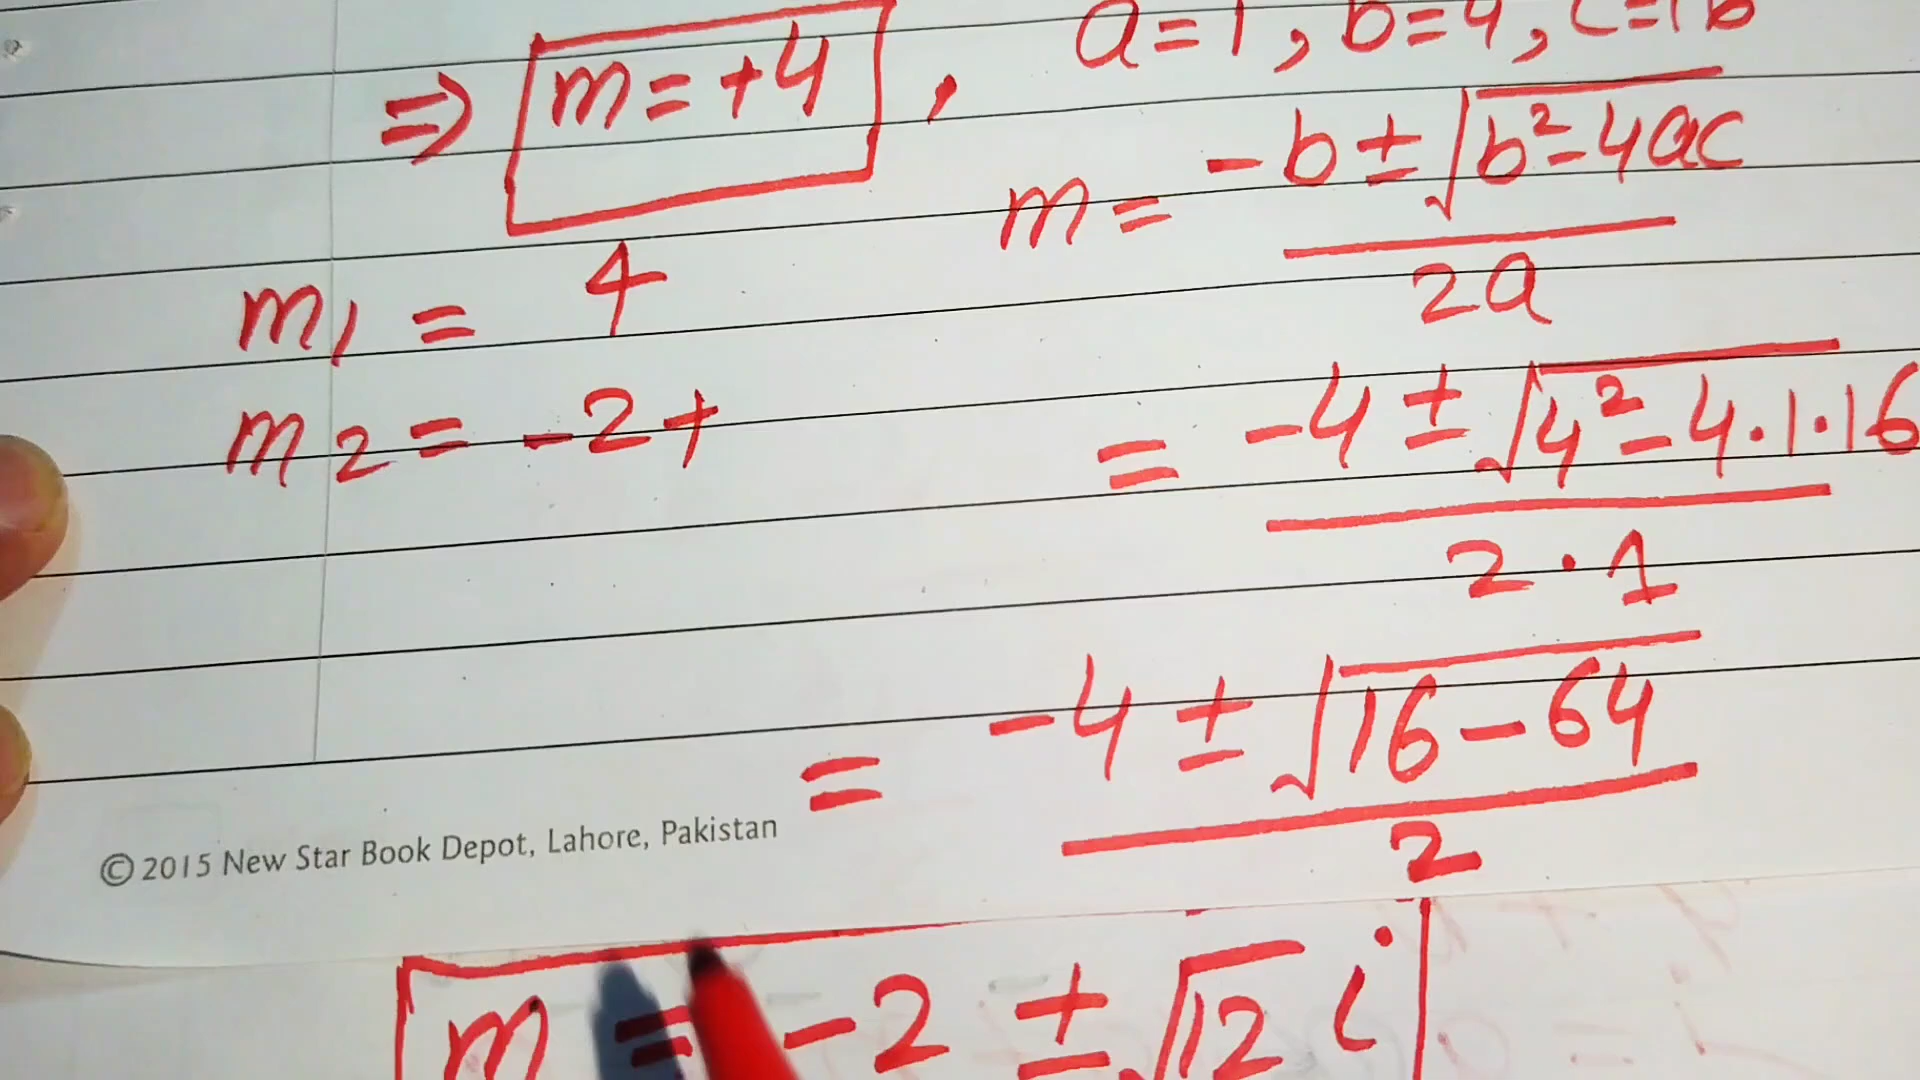 ⇒ m = +4 , a=1, b=4, c=16
m = (-b ± √(b² - 4ac)) / 2a
m₁ = 4
m₂ = -2+
= (-4 ± √(4² - 4·1·16)) / 2·1
= (-4 ± √(16 - 64)) / 2
© 2015 New Star Book Depot, Lahore, Pakistan
m = -2 ± √12 i